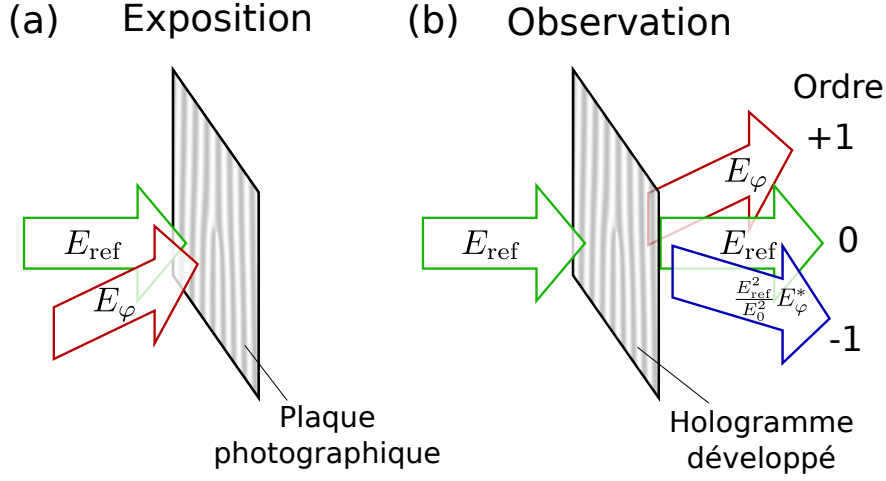 (a) Exposition
E_ref
E_φ
Plaque
photographique
(b) Observation
Ordre
+1
E_φ
E_ref
E_ref
0
E_ref^2/E_0^2 E_φ^*
-1
Hologramme
développé